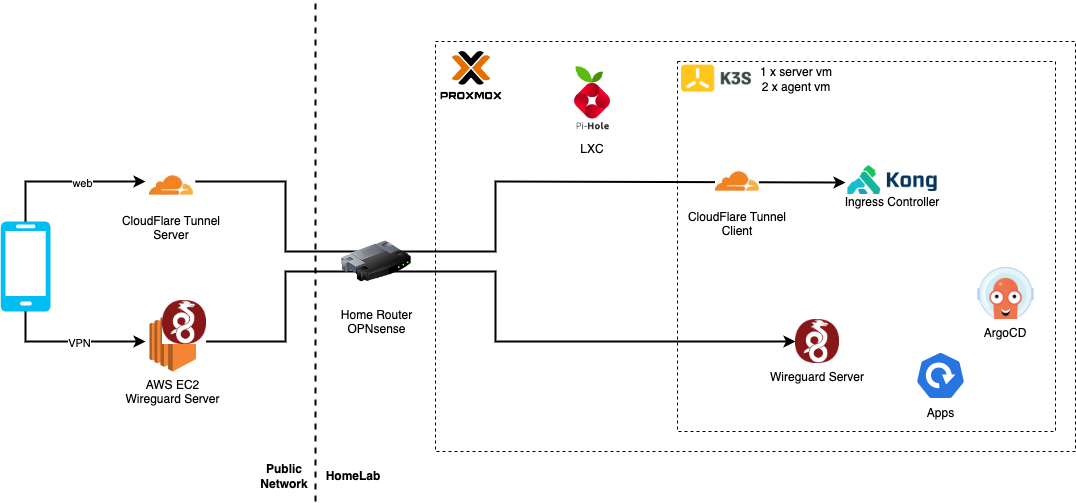 PROXMOX
Pi-Hole
LXC
K3S
1 x server vm
2 x agent vm
web
CloudFlare Tunnel
Server
CloudFlare Tunnel
Client
Kong
Ingress Controller
Home Router
OPNsense
ArgoCD
VPN
AWS EC2
Wireguard Server
Wireguard Server
Apps
Public
Network
HomeLab